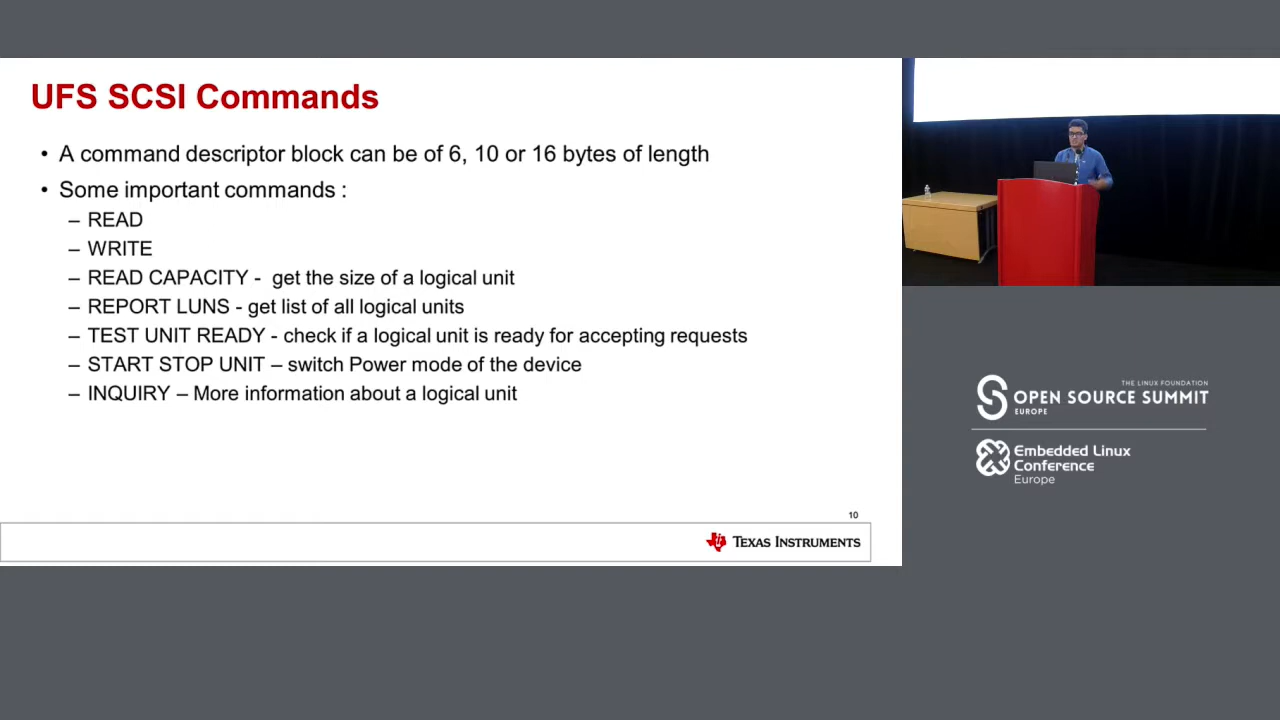 UFS SCSI Commands
• A command descriptor block can be of 6, 10 or 16 bytes of length
• Some important commands :
– READ
– WRITE
– READ CAPACITY -  get the size of a logical unit
– REPORT LUNS - get list of all logical units
– TEST UNIT READY - check if a logical unit is ready for accepting requests
– START STOP UNIT – switch Power mode of the device
– INQUIRY – More information about a logical unit
10
TEXAS INSTRUMENTS
THE LINUX FOUNDATION
OPEN SOURCE SUMMIT
EUROPE
Embedded Linux
Conference
Europe